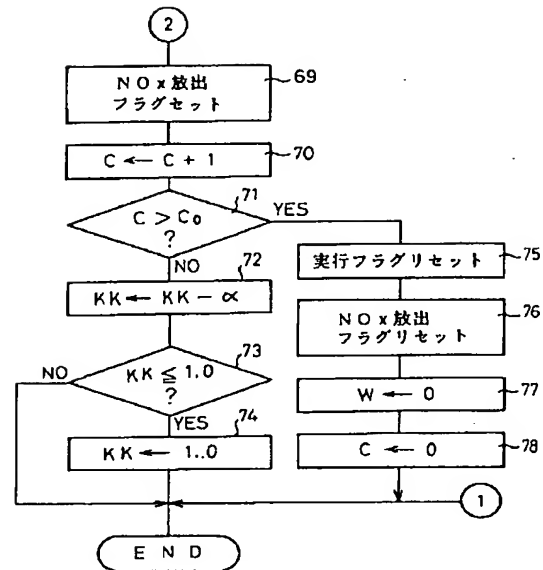 2
NOx放出
フラグセット
69
C ← C + 1
70
71
C > C₀
?
YES
NO
72
KK ← KK - α
73
NO
KK ≦ 1.0
?
YES
74
KK ← 1..0
実行フラグリセット
75
NOx放出
フラグリセット
76
W ← 0
77
C ← 0
78
1
END